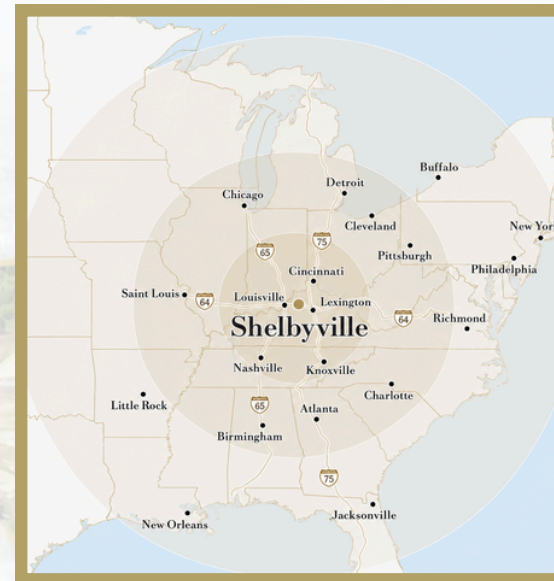 Buffalo
Detroit
Chicago
Cleveland
New Yor
65
75
Pittsburgh
Cincinnati
Philadelphia
Saint Louis
64
Louisville
Lexington
64
Richmond
Shelbyville
Nashville
Knoxville
Charlotte
Little Rock
65
Atlanta
Birmingham
75
New Orleans
Jacksonville